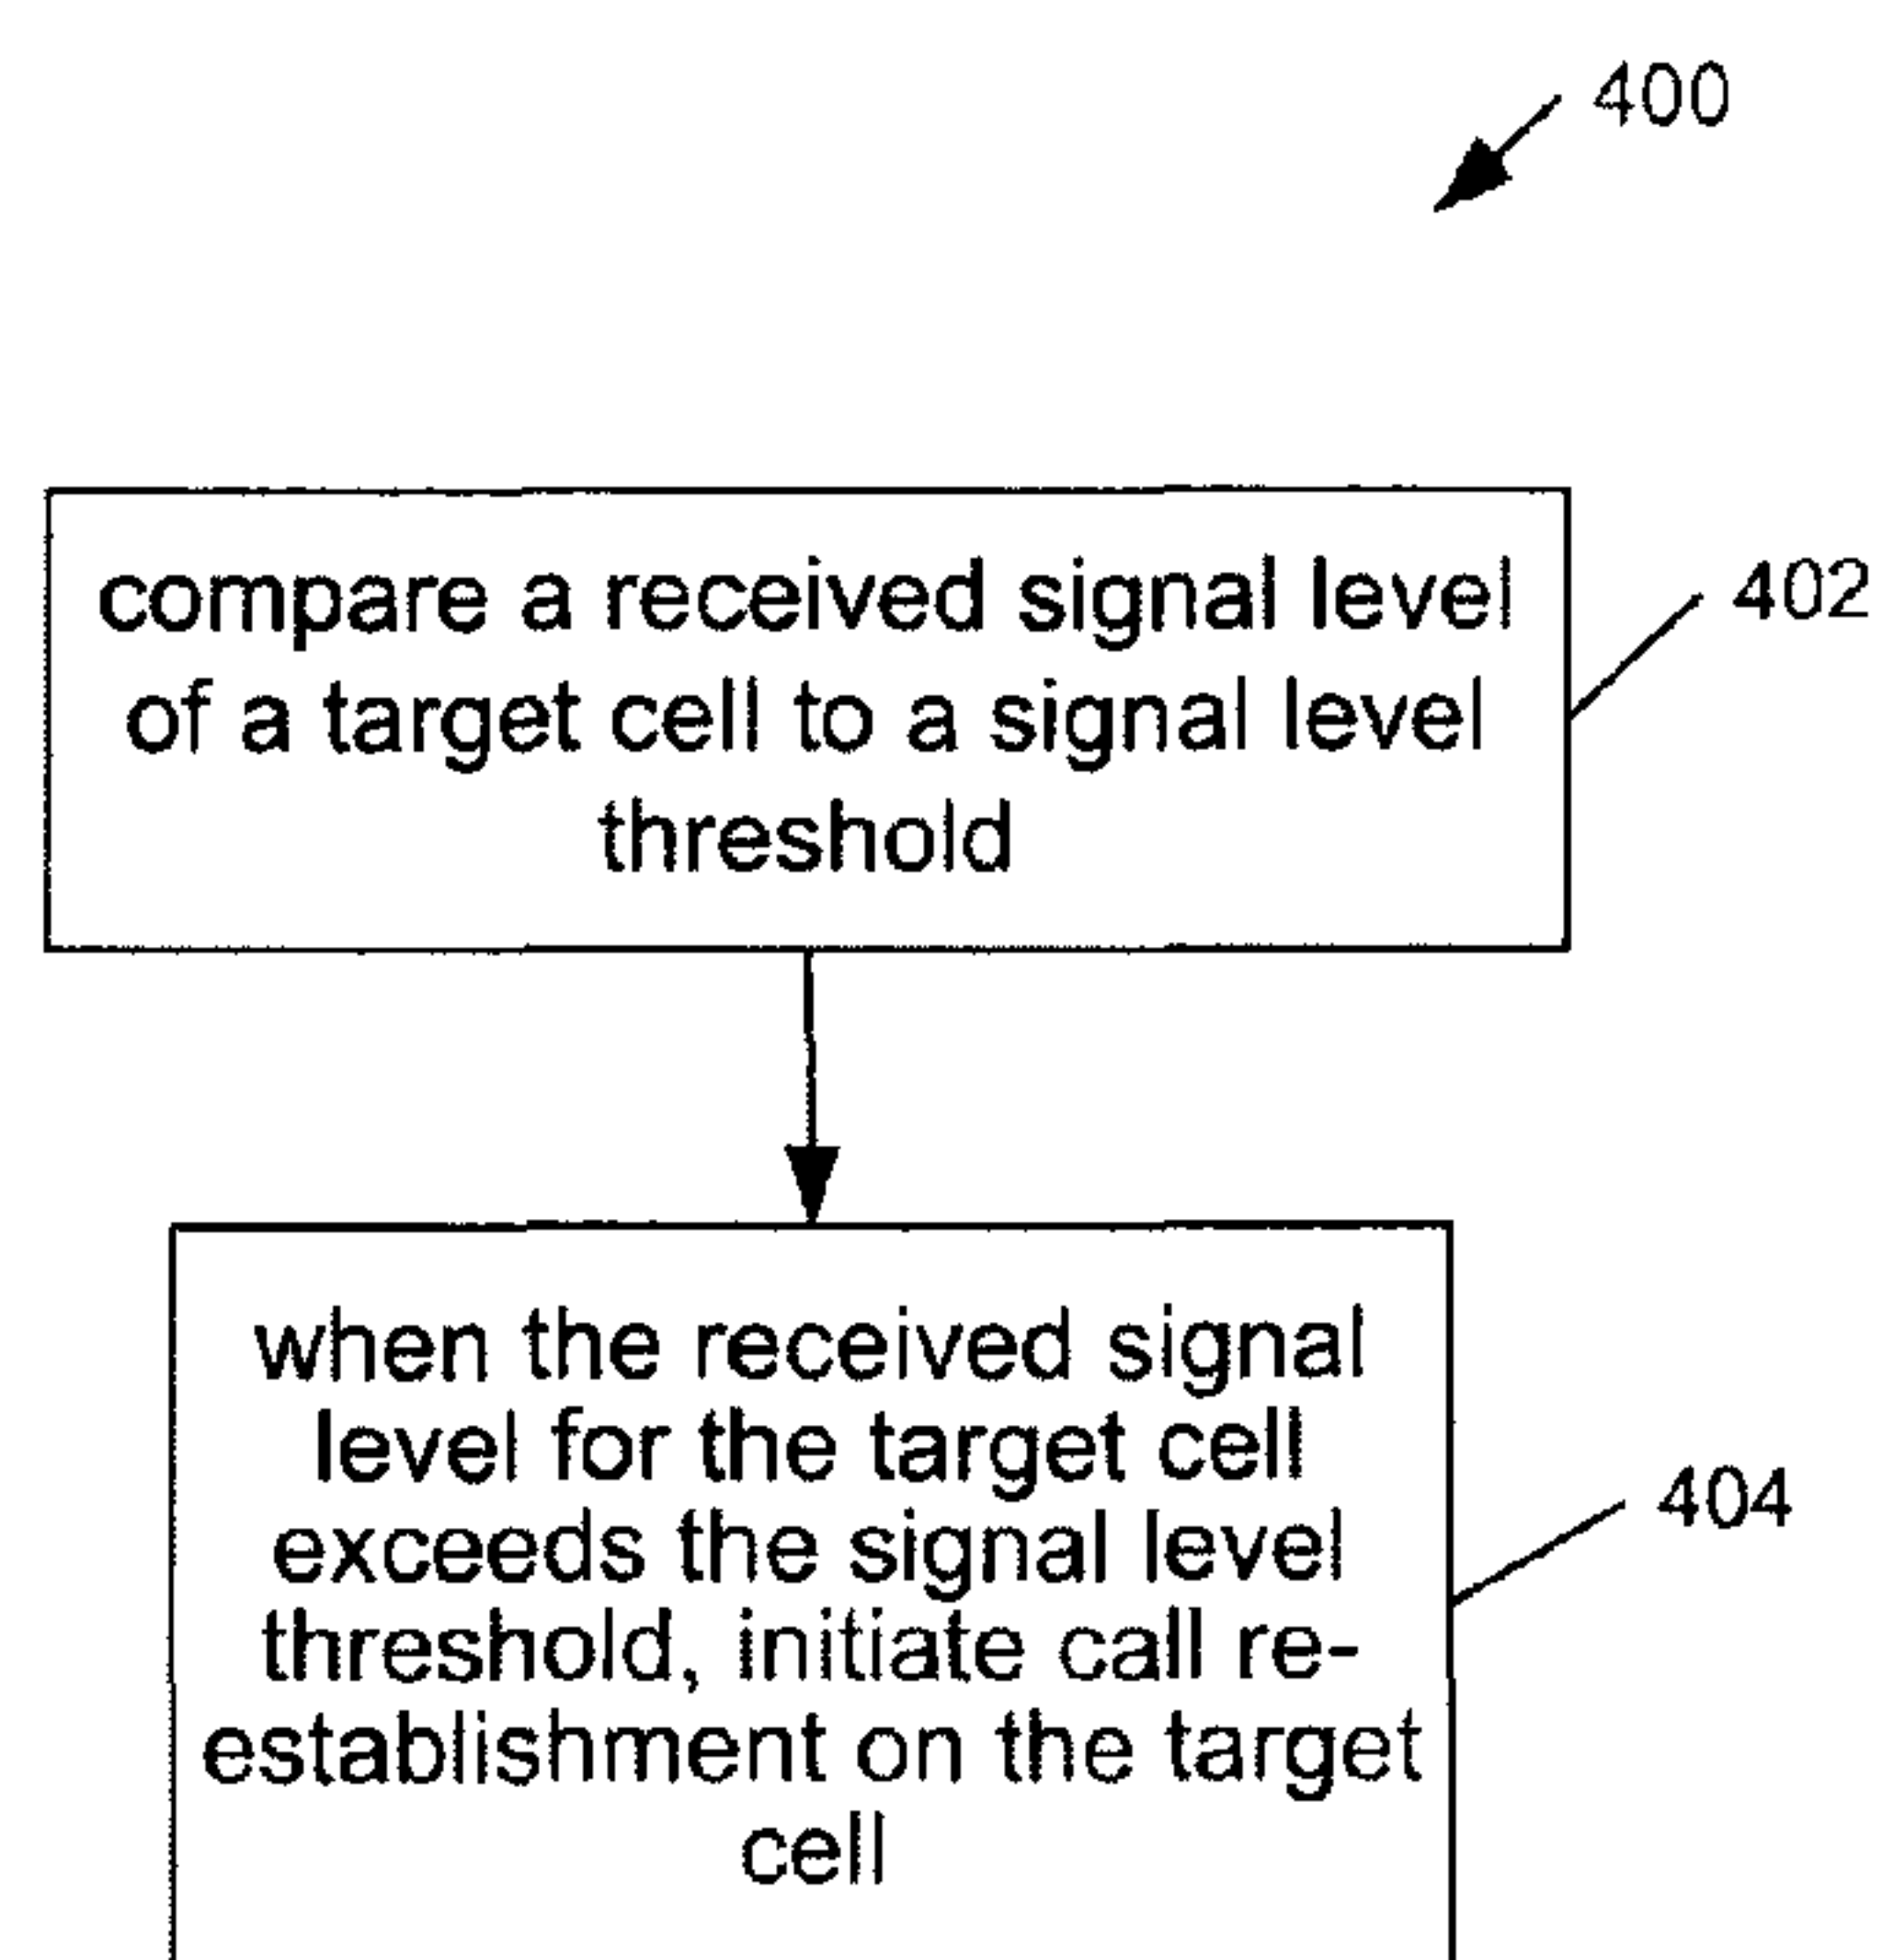 400
compare a received signal level
of a target cell to a signal level
threshold
402
when the received signal
level for the target cell
exceeds the signal level
threshold, initiate call re-
establishment on the target
cell
404